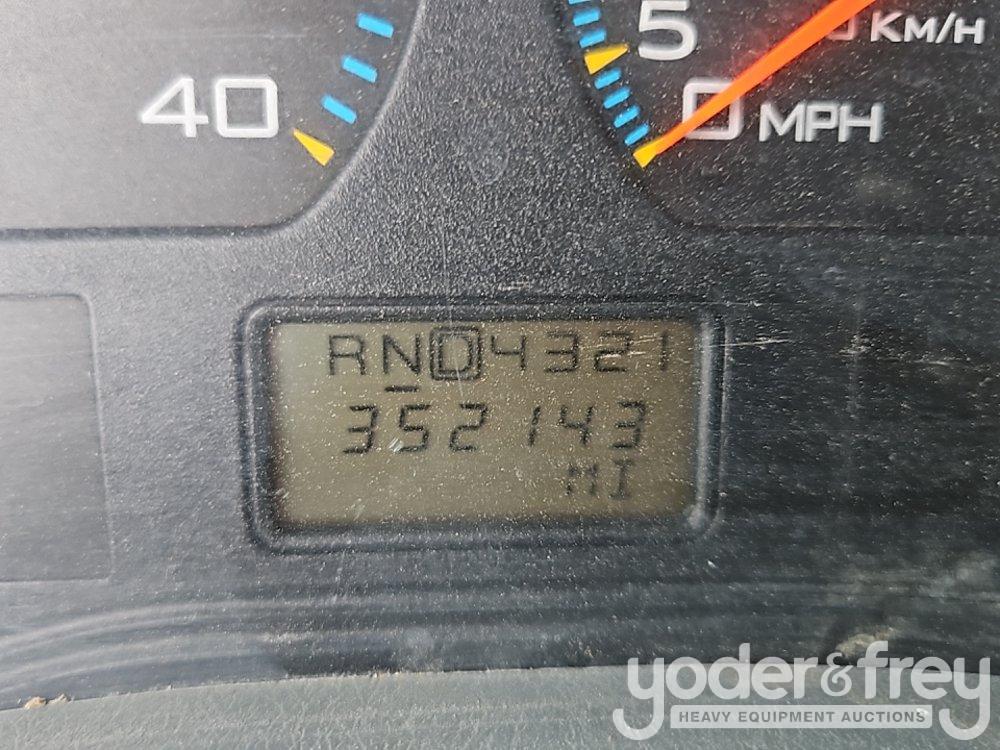 40
5
Km/h
0 MPH
RND4321
352143
MI
yoder&frey
HEAVY EQUIPMENT AUCTIONS